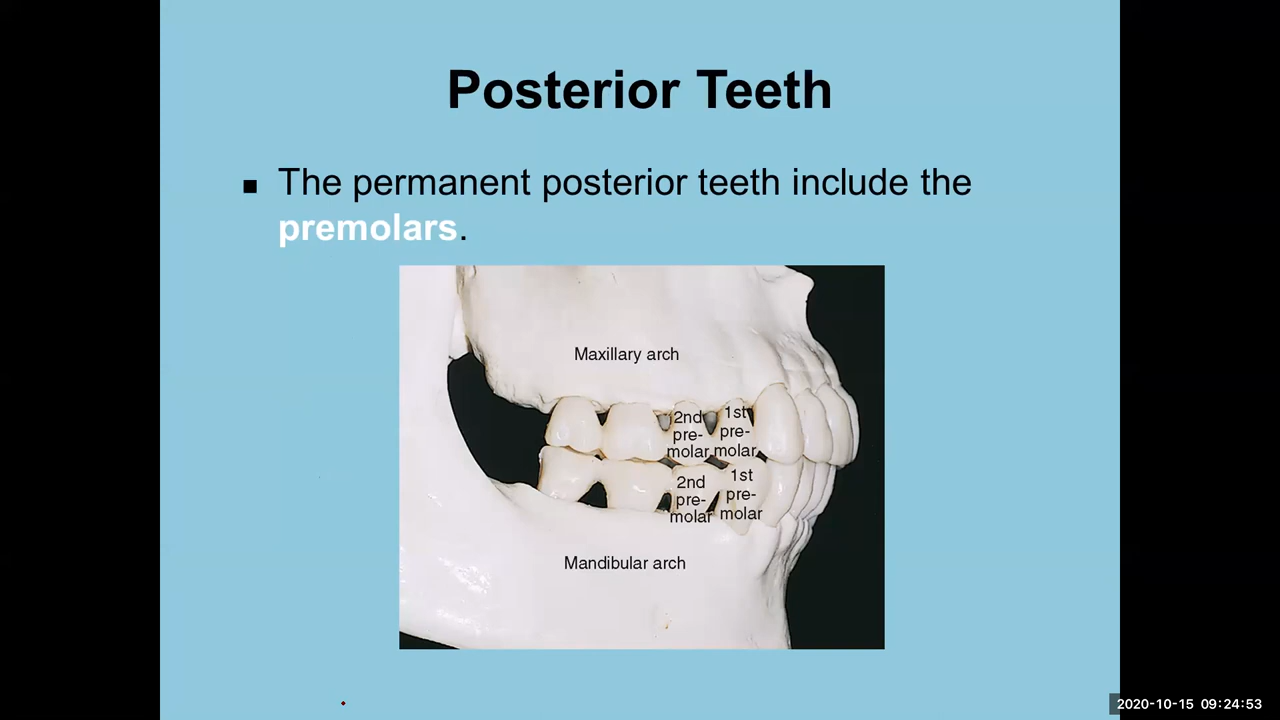 Posterior Teeth
■ The permanent posterior teeth include the
premolars.
Maxillary arch
2nd
pre-
molar
1st
pre-
molar
2nd
pre-
molar
1st
pre-
molar
Mandibular arch
2020-10-15 09:24:53